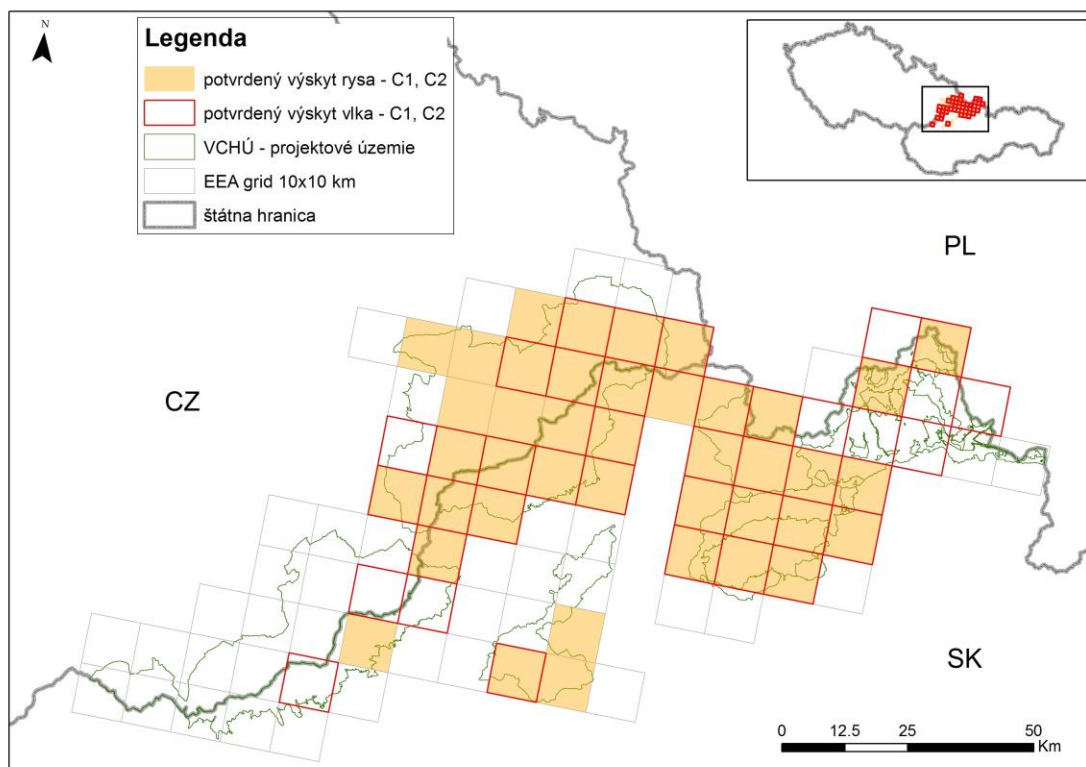 N
Legenda
potvrdený výskyt rysa - C1, C2
potvrdený výskyt vlka - C1, C2
VCHÚ - projektové územie
EEA grid 10x10 km
štátna hranica
PL
CZ
SK
0 12.5 25 50
Km